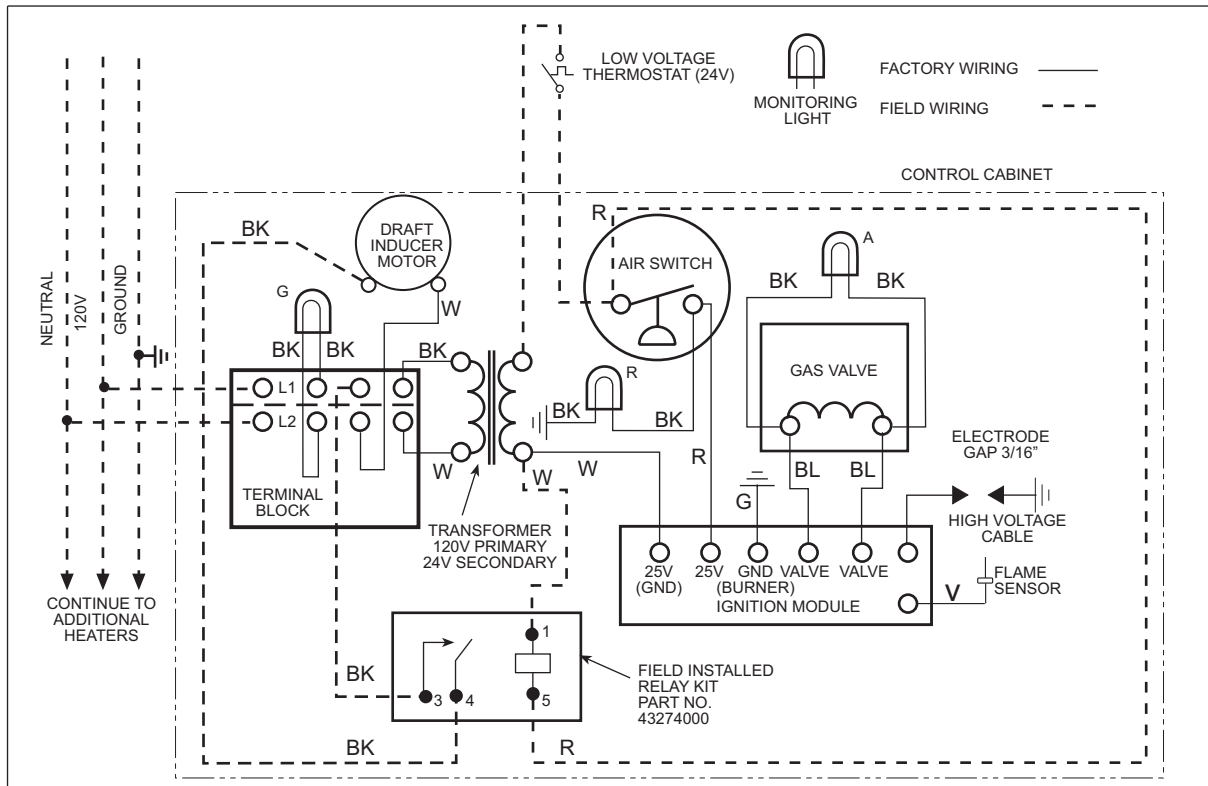 LOW VOLTAGE
THERMOSTAT (24V)
MONITORING
LIGHT
FACTORY WIRING
FIELD WIRING
CONTROL CABINET
NEUTRAL
120V
GROUND
BK
DRAFT
INDUCER
MOTOR
W
G
BK
BK
L1
L2
TERMINAL
BLOCK
BK
W
TRANSFORMER
120V PRIMARY
24V SECONDARY
W
W
R
AIR SWITCH
R
BK
BK
R
A
BK
BK
GAS VALVE
BL
BL
ELECTRODE
GAP 3/16”
HIGH VOLTAGE
CABLE
G
25V
(GND)
25V
GND
(BURNER)
VALVE
VALVE
IGNITION MODULE
V
FLAME
SENSOR
CONTINUE TO
ADDITIONAL
HEATERS
BK
1
3
4
5
FIELD INSTALLED
RELAY KIT
PART NO.
43274000
BK
R